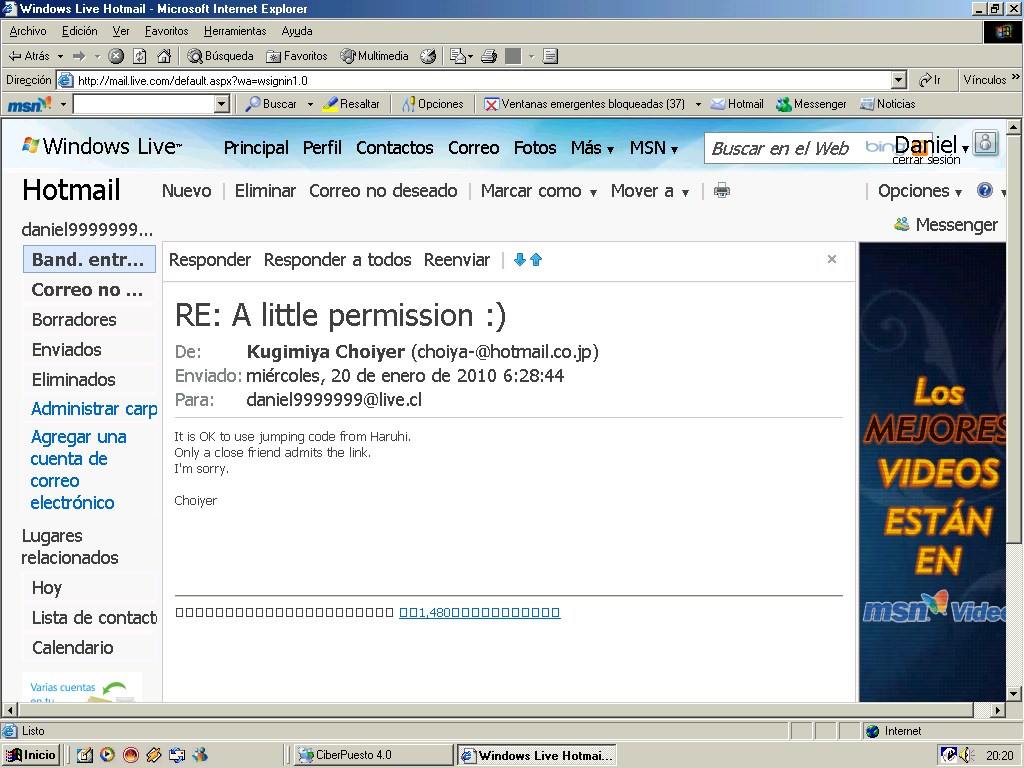 Windows Live Hotmail - Microsoft Internet Explorer
Archivo Edición Ver Favoritos Herramientas Ayuda
Atrás Búsqueda Favoritos Multimedia
Dirección http://mail.live.com/default.aspx?wa=wsignin1.0 Ir Vínculos »
msn Buscar Resaltar Opciones Ventanas emergentes bloqueadas (37) Hotmail Messenger Noticias
Windows Live™ Principal Perfil Contactos Correo Fotos Más MSN Buscar en el Web bing Daniel
cerrar sesión
Hotmail Nuevo | Eliminar Correo no deseado | Marcar como Mover a | | Opciones
Messenger
daniel9999999...
Band. entr...
Correo no ...
Borradores
Enviados
Eliminados
Administrar carp
Agregar una
cuenta de
correo
electrónico
Lugares
relacionados
Hoy
Lista de contact
Calendario
Varias cuentas
en tu
Responder Responder a todos Reenviar |
RE: A little permission :)
De: Kugimiya Choiyer (choiya-@hotmail.co.jp)
Enviado: miércoles, 20 de enero de 2010 6:28:44
Para: daniel9999999@live.cl
It is OK to use jumping code from Haruhi.
Only a close friend admits the link.
I'm sorry.
Choiyer
□□□□□□□□□□□□□□□□□□□□□□ □□1,480□□□□□□□□□□□
Los
MEJORES
VIDEOS
ESTÁN
EN
msn Video
Listo Internet
Inicio CiberPuesto 4.0 Windows Live Hotmai... 20:20